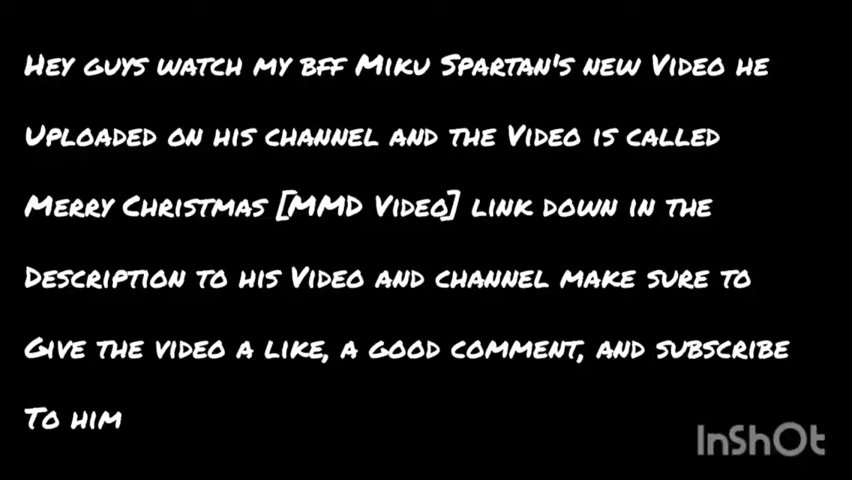 Hey guys watch my bff Miku Spartan's new Video he
Uploaded on his channel and the Video is called
Merry Christmas [MMD Video] link down in the
Description to his Video and channel make sure to
Give the video a like, a good comment, and subscribe
To him
InShOt